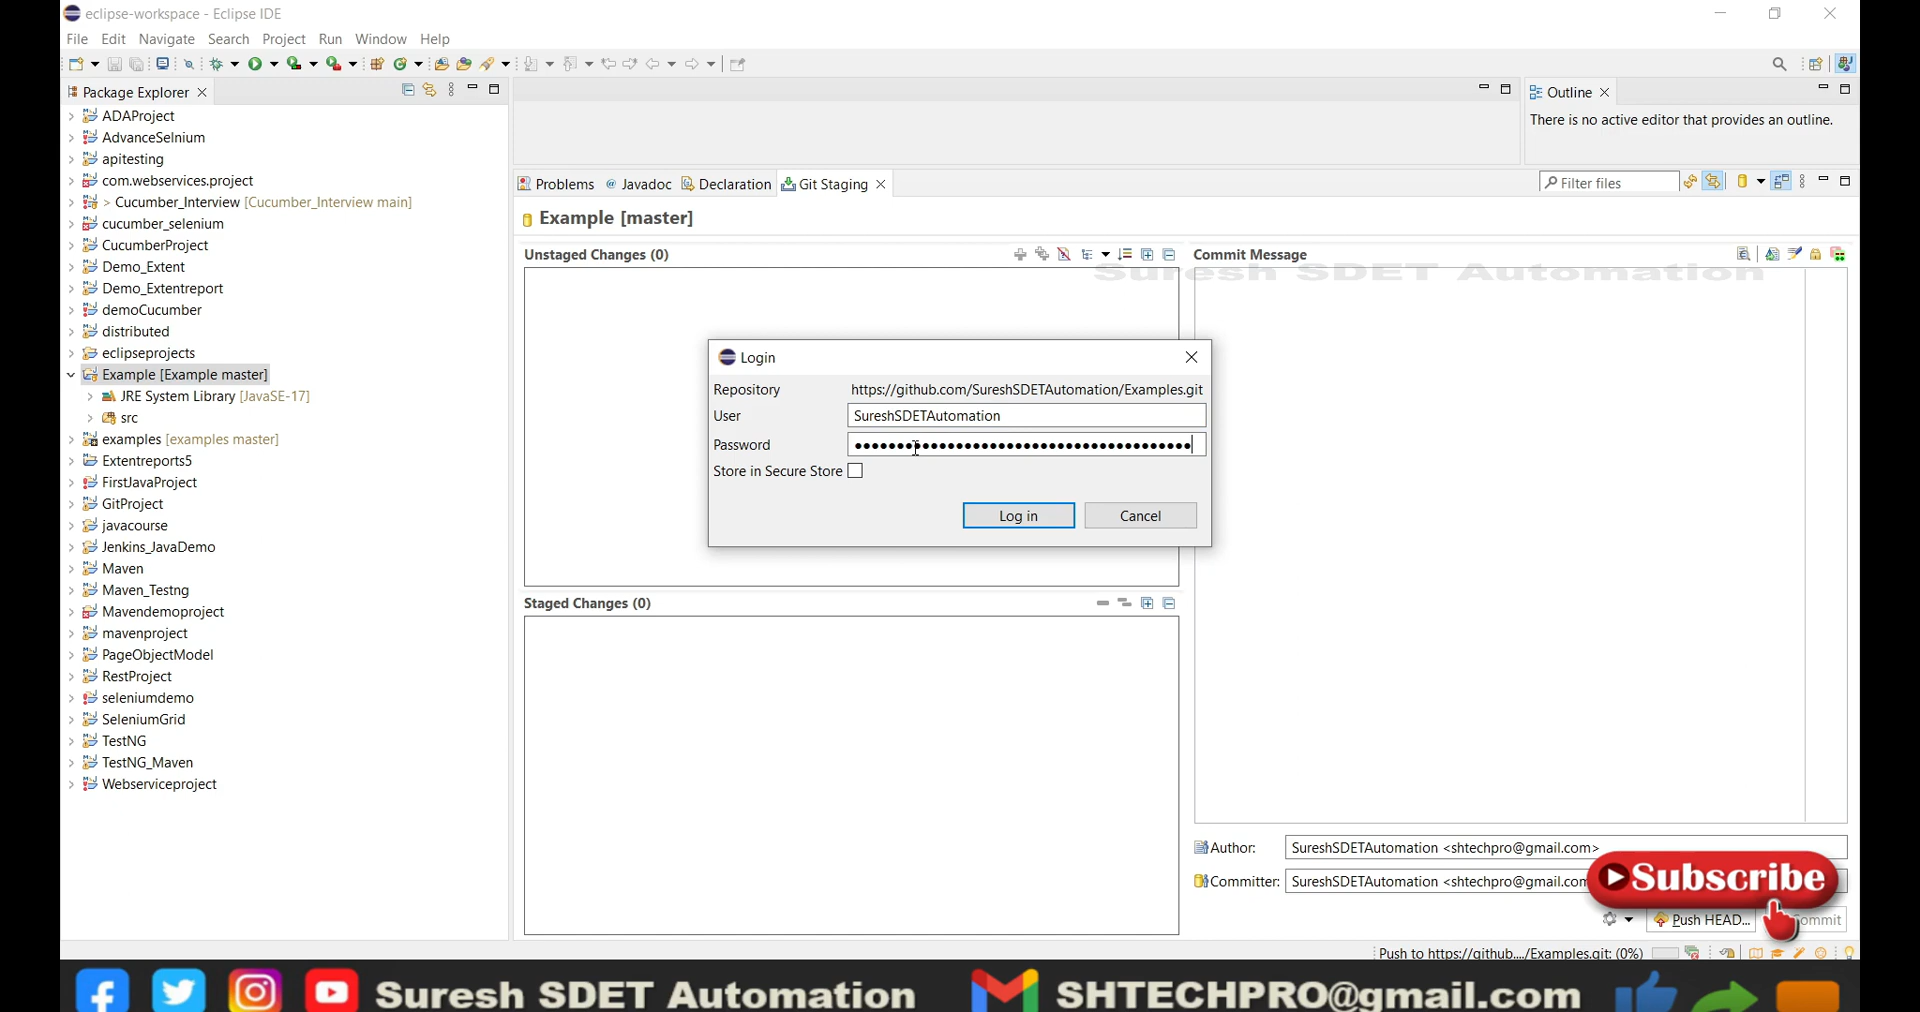 eclipse-workspace - Eclipse IDE
File Edit Navigate Search Project Run Window Help
Package Explorer
ADAProject
AdvanceSelnium
apitesting
com.webservices.project
> Cucumber_Interview [Cucumber_Interview main]
cucumber_selenium
CucumberProject
Demo_Extent
Demo_Extentreport
demoCucumber
distributed
eclipseprojects
Example [Example master]
JRE System Library [JavaSE-17]
src
examples [examples master]
Extentreports5
FirstJavaProject
GitProject
javacourse
Jenkins_JavaDemo
Maven
Maven_Testng
Mavendemoproject
mavenproject
PageObjectModel
RestProject
seleniumdemo
SeleniumGrid
TestNG
TestNG_Maven
Webserviceproject
Outline
There is no active editor that provides an outline.
Problems @ Javadoc Declaration Git Staging
Filter files
Example [master]
Unstaged Changes (0)
Commit Message
Suresh SDET Automation
Login
Repository https://github.com/SureshSDETAutomation/Examples.git
User SureshSDETAutomation
Password
Store in Secure Store
Log in Cancel
Staged Changes (0)
Author: SureshSDETAutomation <shtechpro@gmail.com>
Committer: SureshSDETAutomation <shtechpro@gmail.com
Subscribe
Push HEAD... ommit
Push to https://github..../Examples.git: (0%)
Suresh SDET Automation SHTECHPRO@gmail.com